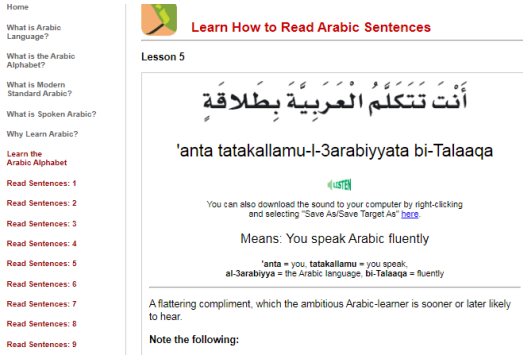 Home
What is Arabic
Language?
What is the Arabic
Alphabet?
What is Modern
Standard Arabic?
What is Spoken Arabic?
Why Learn Arabic?
Learn the
Arabic Alphabet
Read Sentences: 1
Read Sentences: 2
Read Sentences: 3
Read Sentences: 4
Read Sentences: 5
Read Sentences: 6
Read Sentences: 7
Read Sentences: 8
Read Sentences: 9
Learn How to Read Arabic Sentences
Lesson 5
أَنْتَ تَتَكَلَّمُ الْعَرَبِيَّةَ بِطَلاقَةٍ
'anta tatakallamu-l-3arabiyyata bi-Talaaqa
LISTEN
You can also download the sound to your computer by right-clicking
and selecting "Save As/Save Target As" here.
Means: You speak Arabic fluently
'anta = you, tatakallamu = you speak,
al-3arabiyya = the Arabic language, bi-Talaaqa = fluently
A flattering compliment, which the ambitious Arabic-learner is sooner or later likely
to hear.
Note the following: